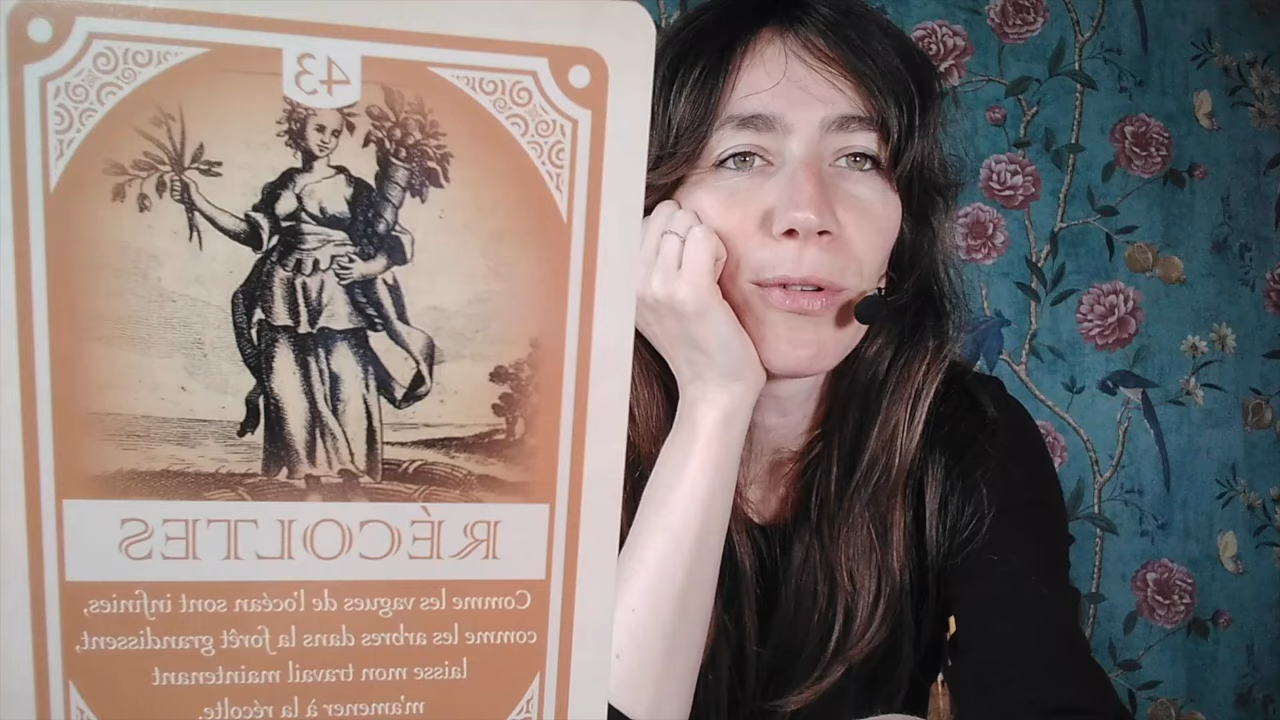 43
RÉCOLTES
Comme les vagues de l'océan sont infinies,
comme les arbres dans la forêt grandissent,
laisse mon travail maintenant
m'amener à la récolte.